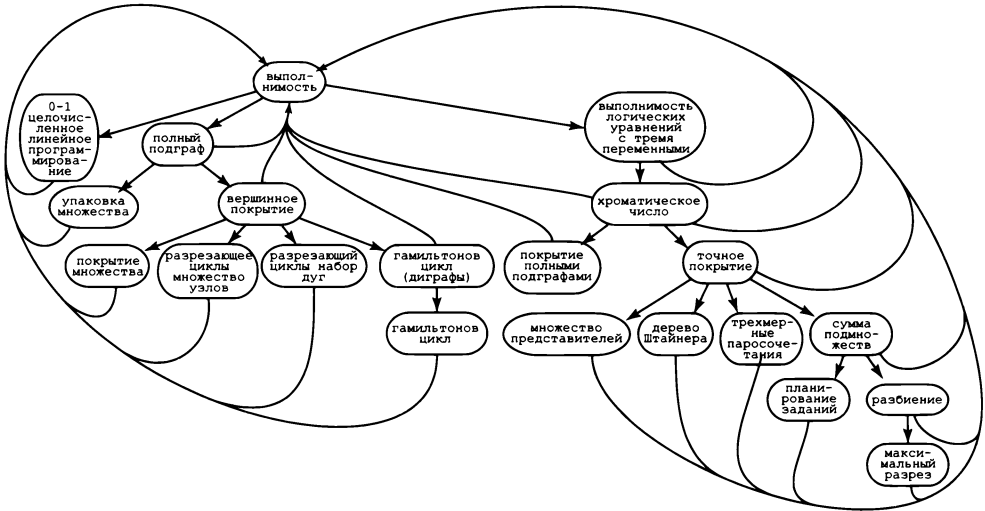 выпол-
нимость
0-1
целочис-
ленное
линейное
програм-
мирова-
ние
полный
подграф
выполнимость
логических
уравнений
с тремя
переменными
упаковка
множества
вершинное
покрытие
хроматическое
число
покрытие
множества
разрезающее
циклы
множество
узлов
разрезающий
циклы набор
дуг
гамильтонов
цикл
(диграфы)
покрытие
полными
подграфами
точное
покрытие
гамильтонов
цикл
множество
представителей
дерево
Штайнера
трехмер-
ные
паросоче-
тания
сумма
подмно-
жеств
плани-
рование
заданий
разбиение
макси-
мальный
разрез